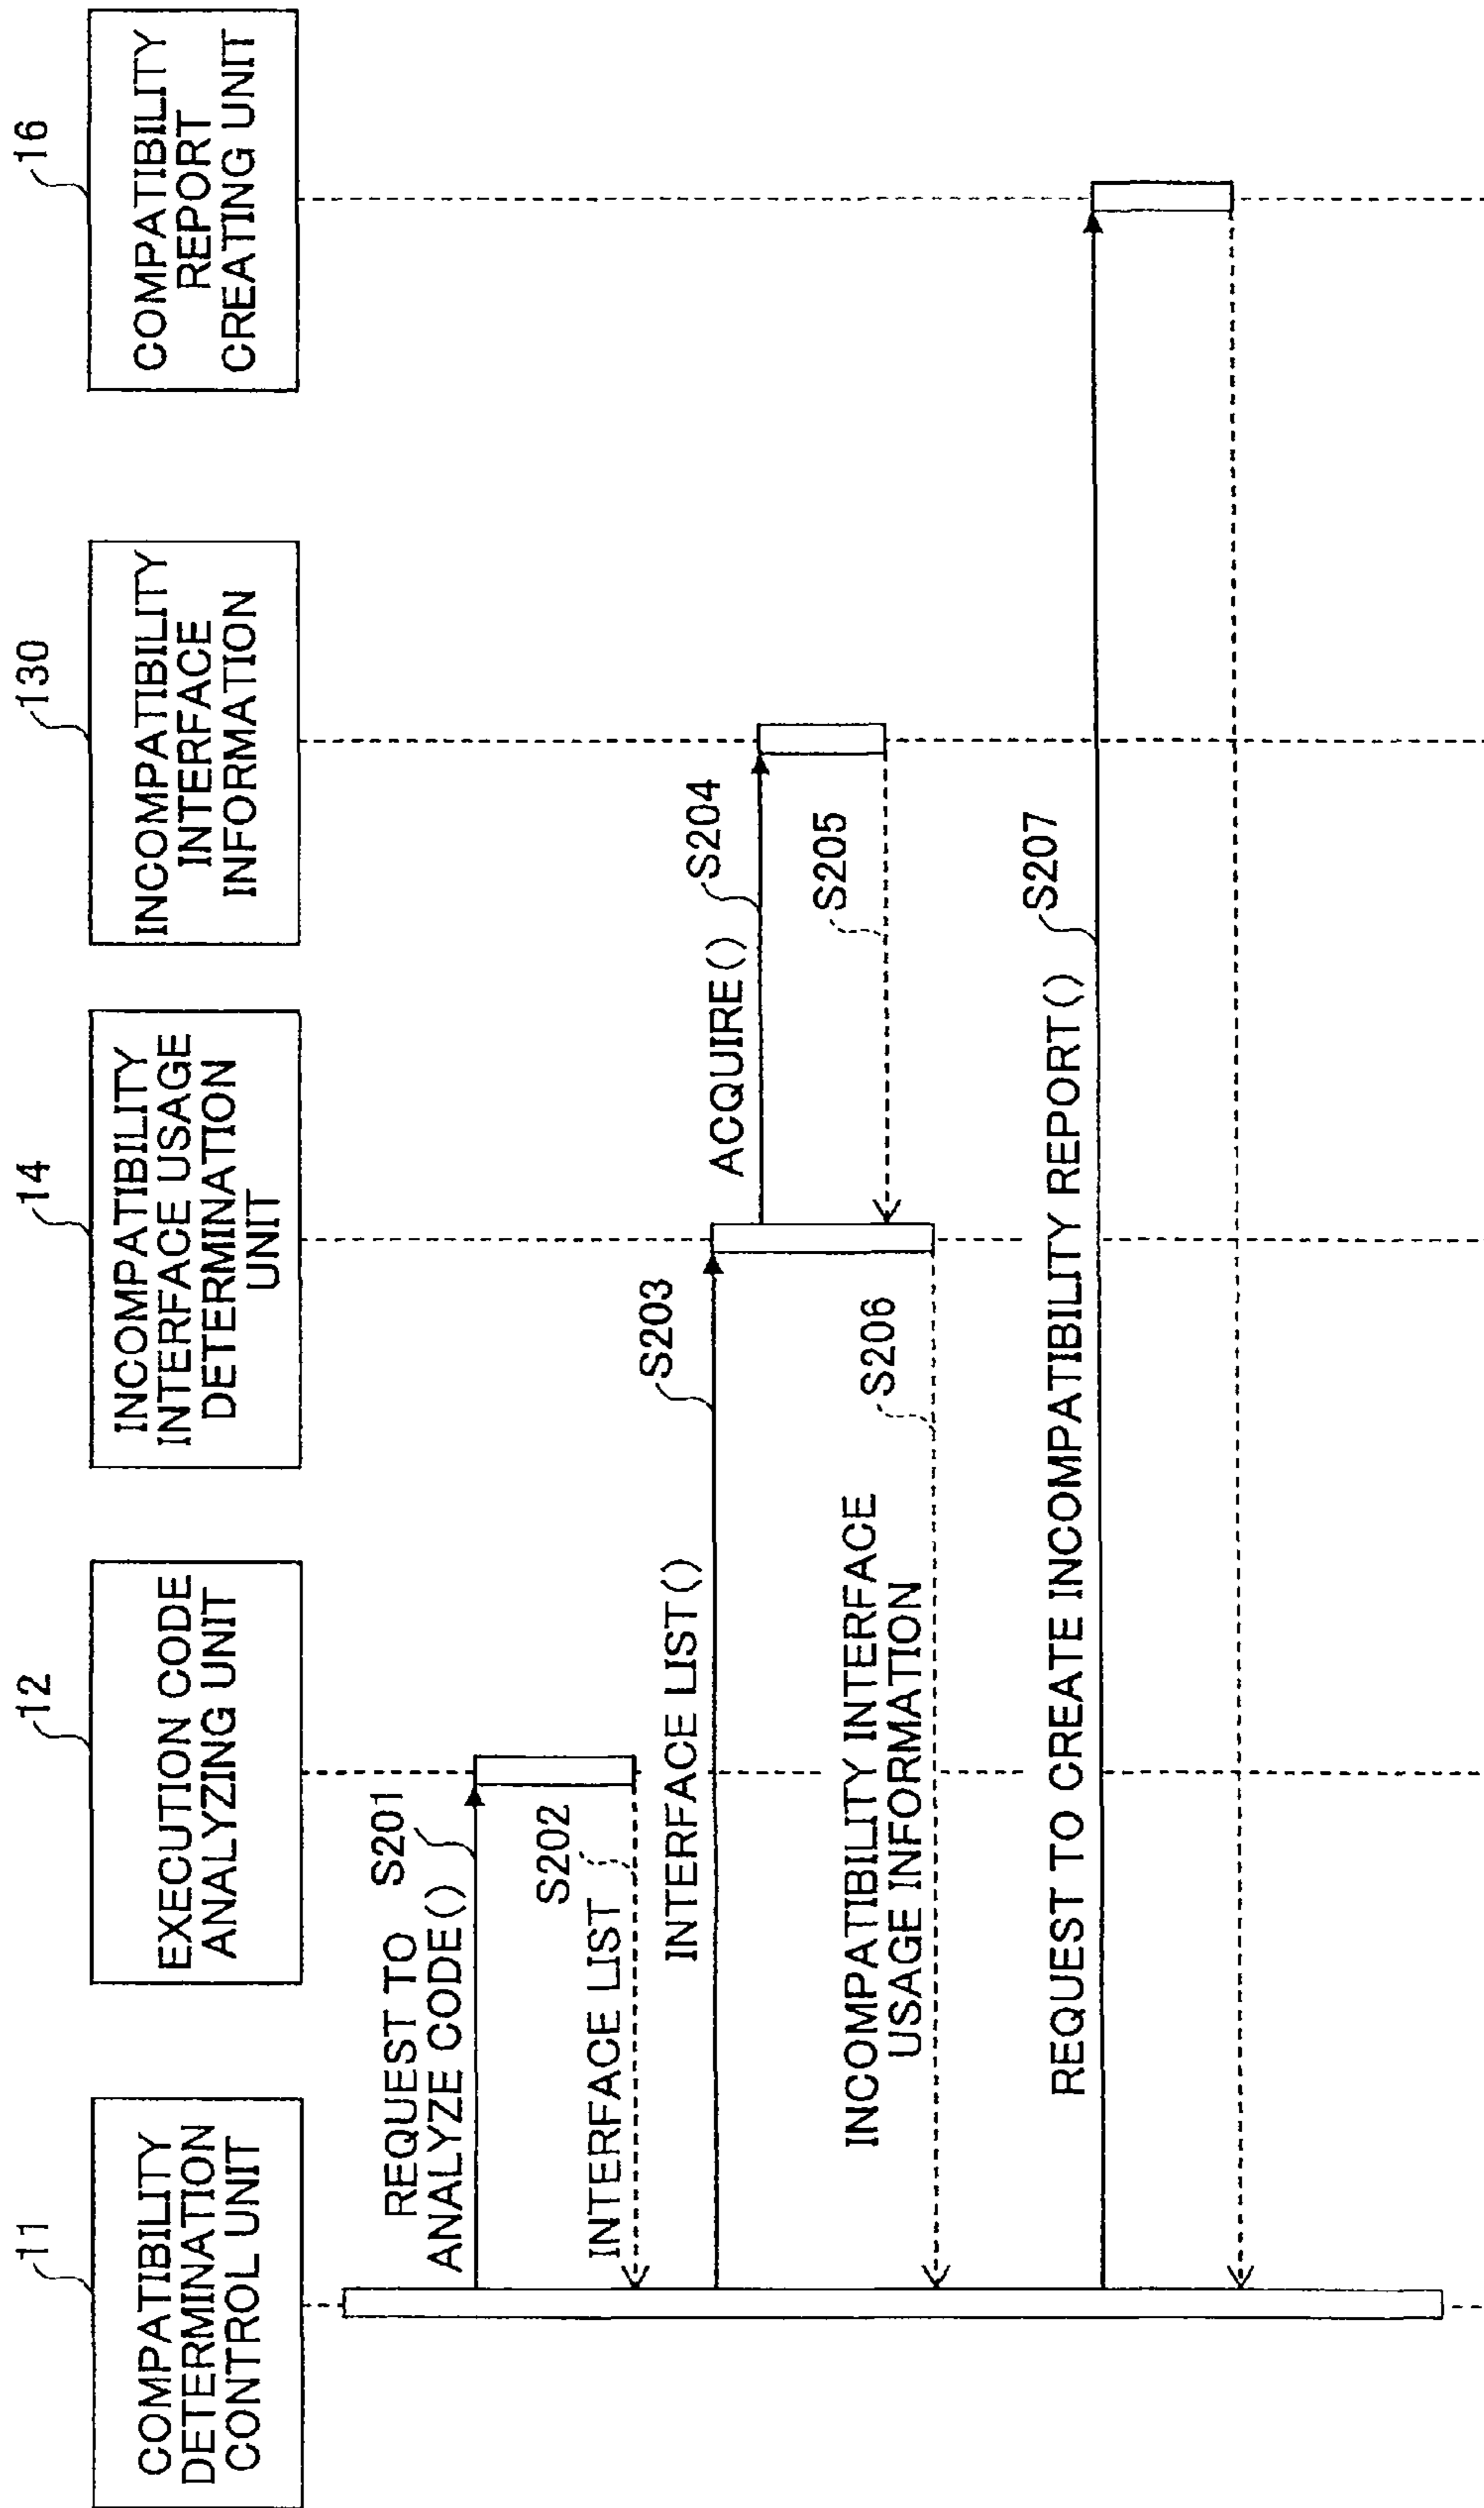 11
COMPATIBILITY
DETERMINATION
CONTROL UNIT
12
EXECUTION CODE
ANALYZING UNIT
14
INCOMPATIBILITY
INTERFACE USAGE
DETERMINATION
UNIT
130
INCOMPATIBILITY
INTERFACE
INFORMATION
16
COMPATIBILITY
REPORT
CREATING UNIT
REQUEST TO
ANALYZE CODE()
S201
S202
INTERFACE LIST
INTERFACE LIST()
S203
ACQUIRE()
S204
S205
S206
INCOMPATIBILITY INTERFACE
USAGE INFORMATION
REQUEST TO CREATE INCOMPATIBILITY REPORT()
S207